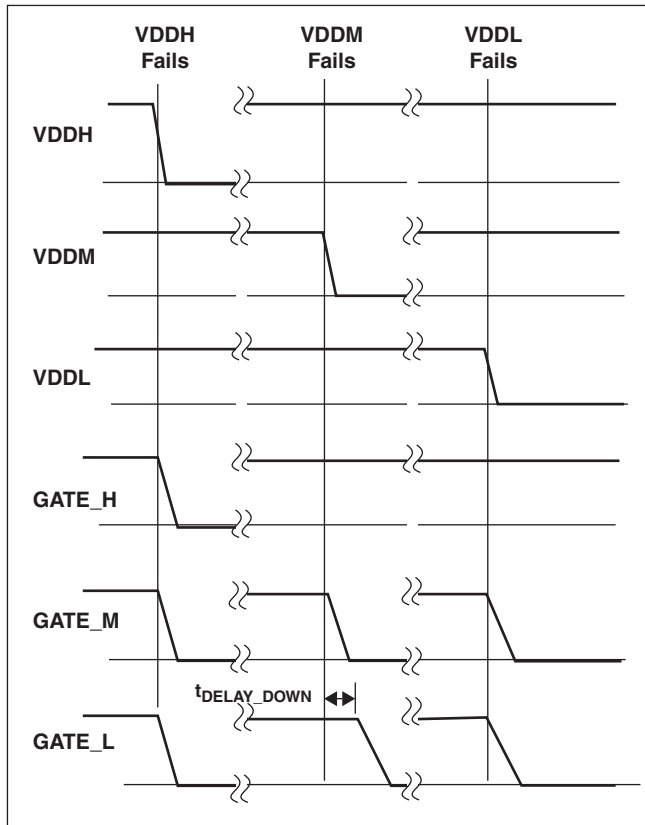 VDDH
Fails
VDDM
Fails
VDDL
Fails
VDDH
VDDM
VDDL
GATE_H
GATE_M
tDELAY_DOWN
GATE_L